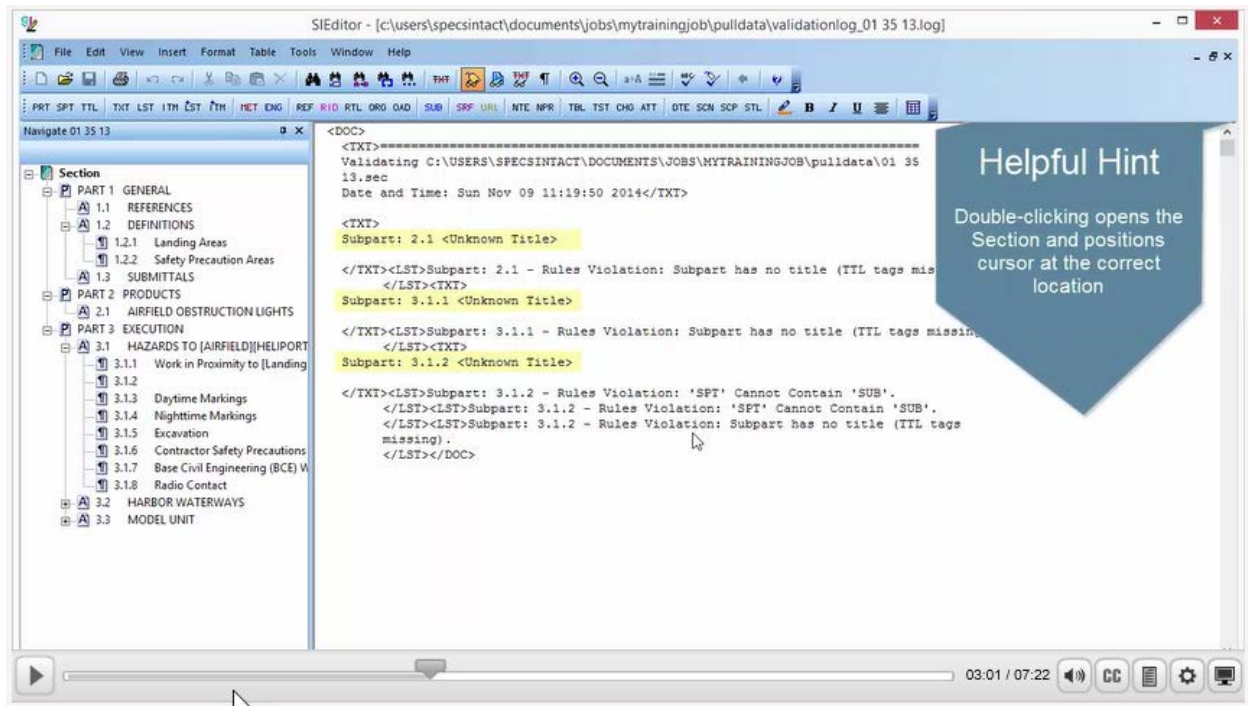 SIEditor - [c:\users\specsintact\documents\jobs\mytrainingjob\pulldata\validationlog_01 35 13.log]
File Edit View Insert Format Table Tools Window Help
PRT SPT TTL TXT LST ITM LST ITM MET ENG REF RID RTL ORG OAD SUB SRF URL NTE NPR TBL TST CHG ATT DTE SCN SCP STL B I U
Navigate 01 35 13
Section
PART 1 GENERAL
1.1 REFERENCES
1.2 DEFINITIONS
1.2.1 Landing Areas
1.2.2 Safety Precaution Areas
1.3 SUBMITTALS
PART 2 PRODUCTS
2.1 AIRFIELD OBSTRUCTION LIGHTS
PART 3 EXECUTION
3.1 HAZARDS TO [AIRFIELD][HELIPORT
3.1.1 Work in Proximity to [Landing
3.1.2
3.1.3 Daytime Markings
3.1.4 Nighttime Markings
3.1.5 Excavation
3.1.6 Contractor Safety Precautions
3.1.7 Base Civil Engineering (BCE) W
3.1.8 Radio Contact
3.2 HARBOR WATERWAYS
3.3 MODEL UNIT
<DOC>
<TXT>==========================================================
Validating C:\USERS\SPECSINTACT\DOCUMENTS\JOBS\MYTRAININGJOB\pulldata\01 35
13.sec
Date and Time: Sun Nov 09 11:19:50 2014</TXT>
<TXT>
Subpart: 2.1 <Unknown Title>
</TXT><LST>Subpart: 2.1 - Rules Violation: Subpart has no title (TTL tags mis
</LST><TXT>
Subpart: 3.1.1 <Unknown Title>
</TXT><LST>Subpart: 3.1.1 - Rules Violation: Subpart has no title (TTL tags missin
</LST><TXT>
Subpart: 3.1.2 <Unknown Title>
</TXT><LST>Subpart: 3.1.2 - Rules Violation: 'SPT' Cannot Contain 'SUB'.
</LST><LST>Subpart: 3.1.2 - Rules Violation: 'SPT' Cannot Contain 'SUB'.
</LST><LST>Subpart: 3.1.2 - Rules Violation: Subpart has no title (TTL tags
missing).
</LST></DOC>
Helpful Hint
Double-clicking opens the
Section and positions
cursor at the correct
location
03:01 / 07:22 CC